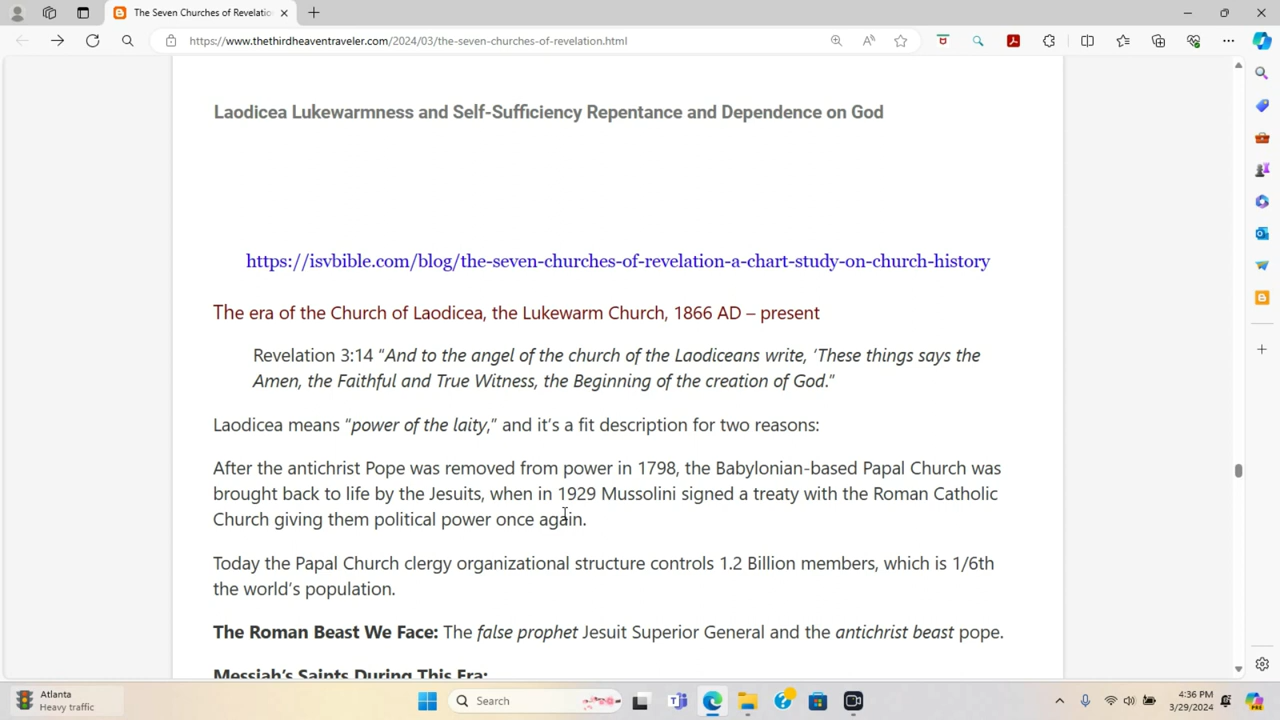 The Seven Churches of Revelatio
https://www.thethirdheaventraveler.com/2024/03/the-seven-churches-of-revelation.html
Laodicea Lukewarmness and Self-Sufficiency Repentance and Dependence on God
https://isvbible.com/blog/the-seven-churches-of-revelation-a-chart-study-on-church-history
The era of the Church of Laodicea, the Lukewarm Church, 1866 AD – present
Revelation 3:14 “And to the angel of the church of the Laodiceans write, ‘These things says the
Amen, the Faithful and True Witness, the Beginning of the creation of God.”
Laodicea means “power of the laity,” and it’s a fit description for two reasons:
After the antichrist Pope was removed from power in 1798, the Babylonian-based Papal Church was
brought back to life by the Jesuits, when in 1929 Mussolini signed a treaty with the Roman Catholic
Church giving them political power once again.
Today the Papal Church clergy organizational structure controls 1.2 Billion members, which is 1/6th
the world’s population.
The Roman Beast We Face: The false prophet Jesuit Superior General and the antichrist beast pope.
Messiah’s Saints During This Era:
Atlanta
Heavy traffic
Search
4:36 PM
3/29/2024